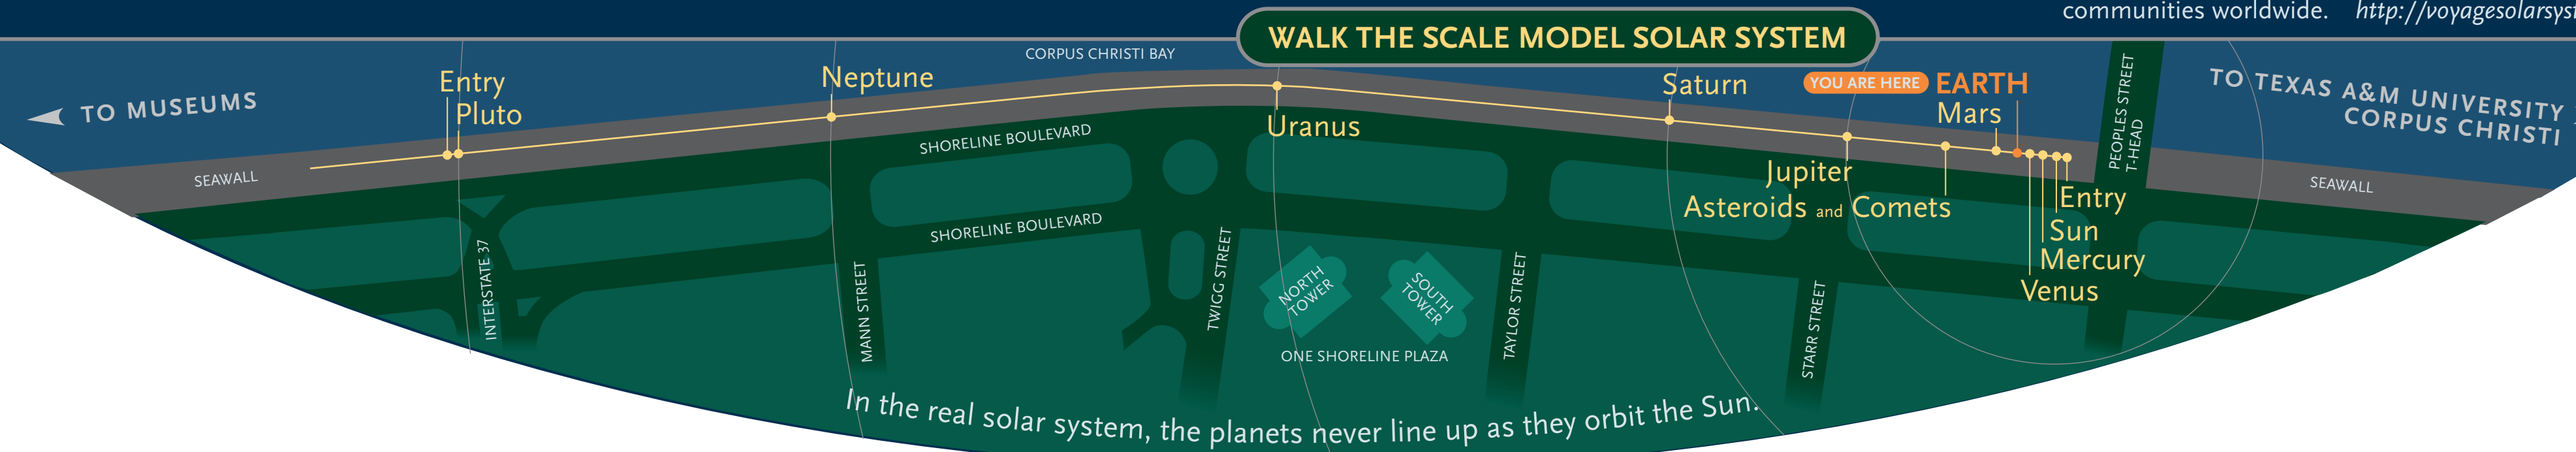 communities worldwide. http://voyagesolarsyst
WALK THE SCALE MODEL SOLAR SYSTEM
CORPUS CHRISTI BAY
TO MUSEUMS
Entry
Pluto
Neptune
Uranus
Saturn
YOU ARE HERE EARTH
Mars
Jupiter
Asteroids and Comets
Entry
Sun
Mercury
Venus
PEOPLES STREET
T-HEAD
TO TEXAS A&M UNIVERSITY
CORPUS CHRISTI
SEAWALL
SEAWALL
SHORELINE BOULEVARD
SHORELINE BOULEVARD
INTERSTATE 37
MANN STREET
TWIGG STREET
NORTH
TOWER
SOUTH
TOWER
ONE SHORELINE PLAZA
TAYLOR STREET
STARR STREET
In the real solar system, the planets never line up as they orbit the Sun.